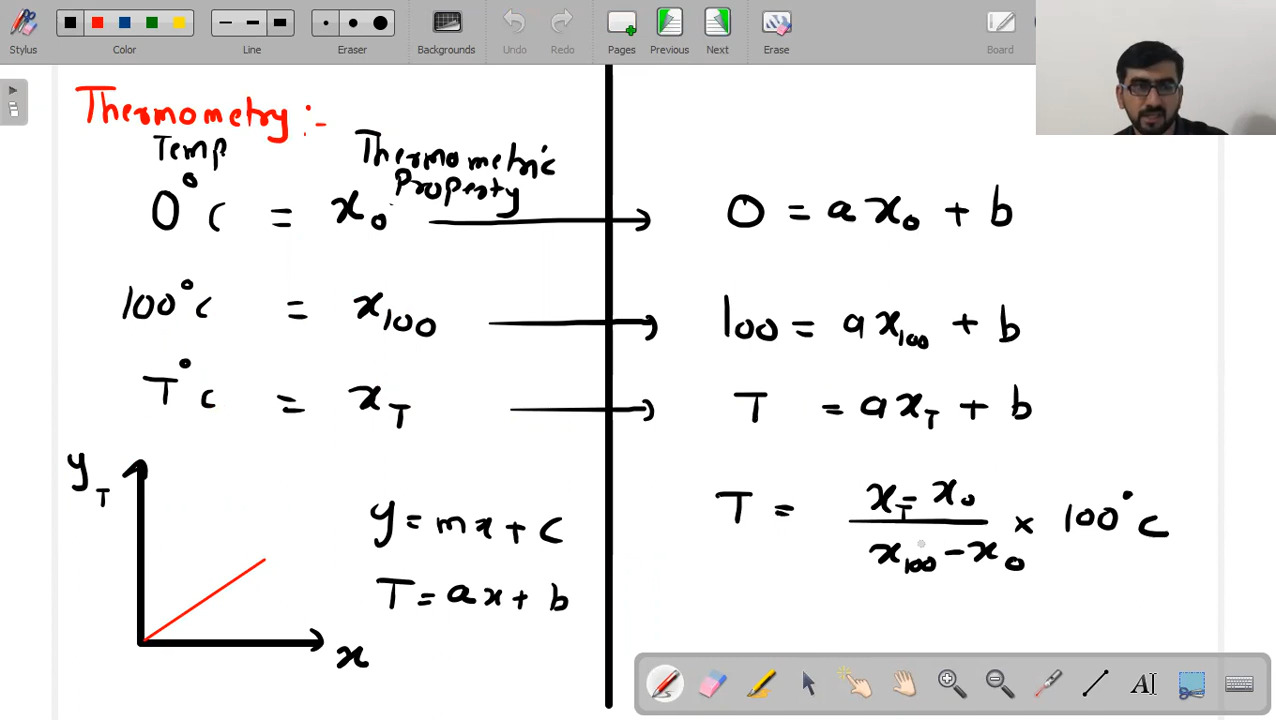 Stylus
Color
Line
Eraser
Backgrounds
Undo
Redo
Pages
Previous
Next
Erase
Board
Thermometry :-
Temp
Thermometric Property
0°c = x₀
100°c = x₁₀₀
T°c = x_T
y_T
x
y = mx + c
T = ax + b
0 = ax₀ + b
100 = ax₁₀₀ + b
T = ax_T + b
T = (x_T - x₀)/(x₁₀₀ - x₀) × 100°c
A